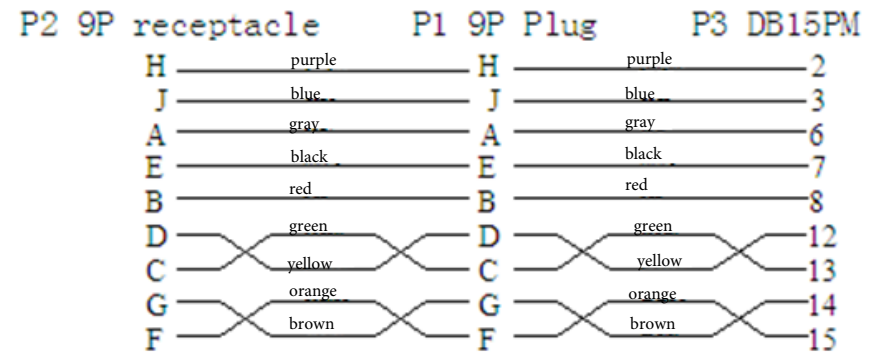 P2 9P receptacle P1 9P Plug P3 DB15PM
H purple H purple 2
J blue J blue 3
A gray A gray 6
E black E black 7
B red B red 8
D green D green 12
C yellow C yellow 13
G orange G orange 14
F brown F brown 15